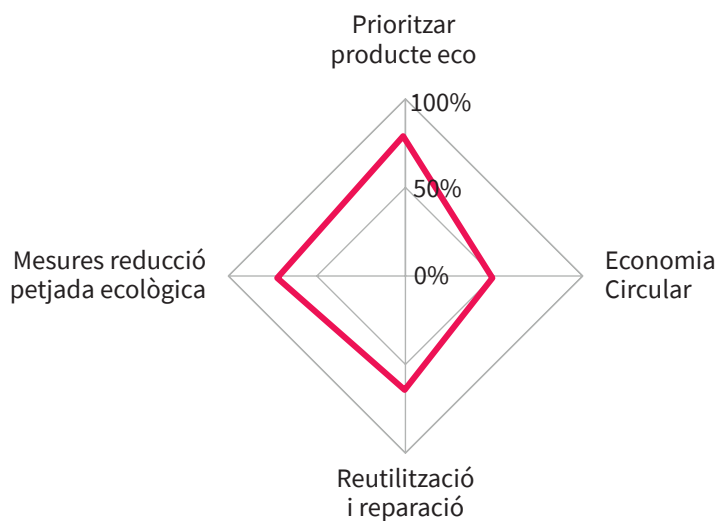 Prioritzar
producte eco
100%
50%
Mesures reducció
petjada ecològica
0%
Economia
Circular
Reutilització
i reparació